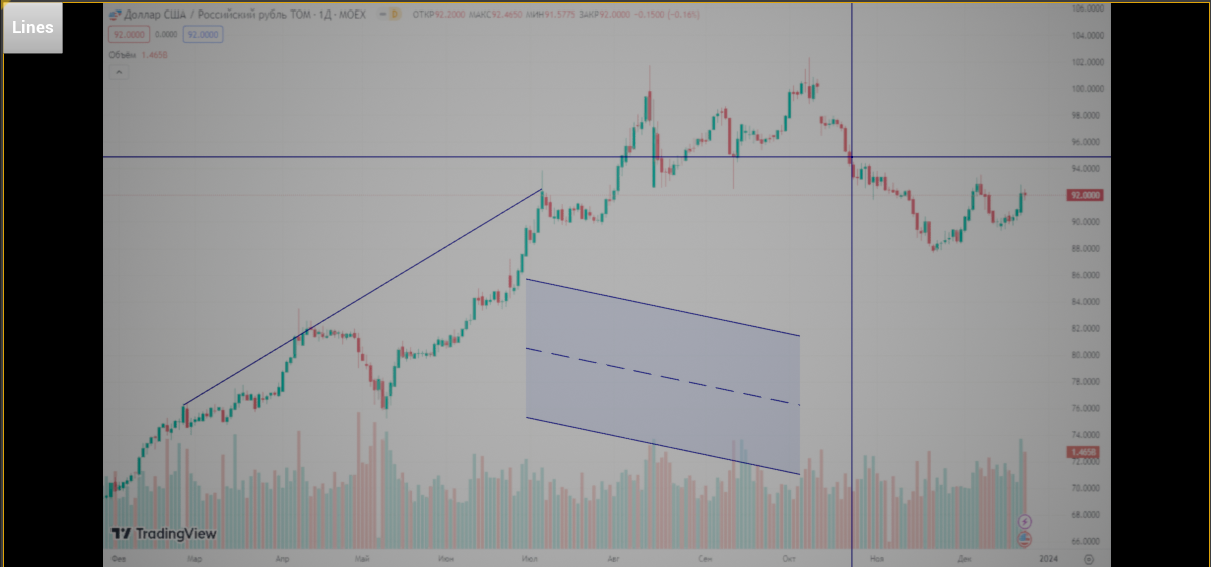 Lines
Доллар США / Российский рубль TOM · 1Д · MOEX
D
ОТКР92.2000 МАКС92.4650 МИН91.5775 ЗАКР92.0000 −0.1500 (−0.16%)
92.0000 0.0000 92.0000
Объём 1.465B
106.0000
104.0000
102.0000
100.0000
98.0000
96.0000
94.0000
92.0000
90.0000
88.0000
86.0000
84.0000
82.0000
80.0000
78.0000
76.0000
74.0000
1.465B
72.0000
70.0000
68.0000
66.0000
TradingView
Фев Мар Апр Май Июн Июл Авг Сен Окт Ноя Дек 2024